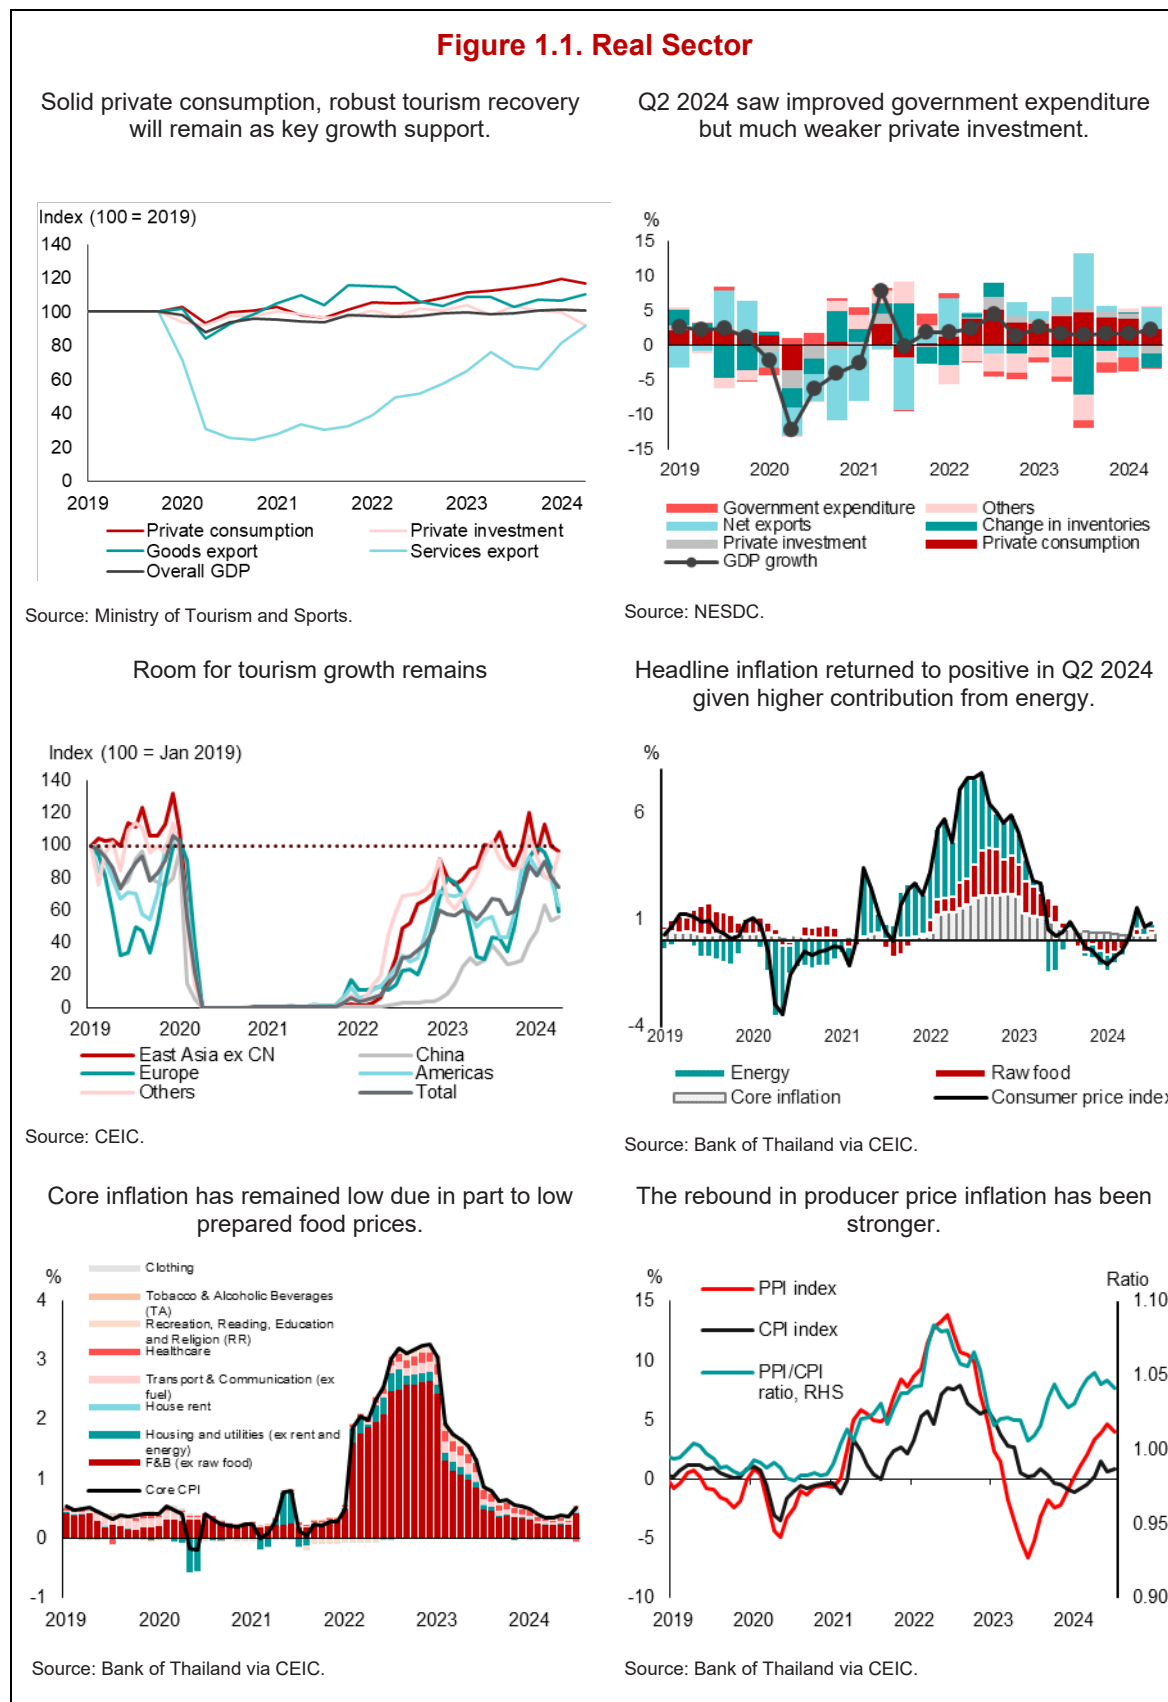 Figure 1.1. Real Sector
Solid private consumption, robust tourism recovery
will remain as key growth support.
Index (100 = 2019)
140
120
100
80
60
40
20
0
2019 2020 2021 2022 2023 2024
Private consumption Private investment
Goods export Services export
Overall GDP
Source: Ministry of Tourism and Sports.
Q2 2024 saw improved government expenditure
but much weaker private investment.
%
15
10
5
0
-5
-10
-15
2019 2020 2021 2022 2023 2024
Government expenditure Others
Net exports Change in inventories
Private investment Private consumption
GDP growth
Source: NESDC.
Room for tourism growth remains
Index (100 = Jan 2019)
140
120
100
80
60
40
20
0
2019 2020 2021 2022 2023 2024
East Asia ex CN China
Europe Americas
Others Total
Source: CEIC.
Headline inflation returned to positive in Q2 2024
given higher contribution from energy.
%
6
1
-4
2019 2020 2021 2022 2023 2024
Energy Raw food
Core inflation Consumer price index
Source: Bank of Thailand via CEIC.
Core inflation has remained low due in part to low
prepared food prices.
%
4
3
2
1
0
-1
Clothing
Tobacco & Alcoholic Beverages
(TA)
Recreation, Reading, Education
and Religion (RR)
Healthcare
Transport & Communication (ex
fuel)
House rent
Housing and utilities (ex rent and
energy)
F&B (ex raw food)
Core CPI
2019 2020 2021 2022 2023 2024
Source: Bank of Thailand via CEIC.
The rebound in producer price inflation has been
stronger.
% Ratio
15
10
5
0
-5
-10
PPI index
CPI index
PPI/CPI
ratio, RHS
1.10
1.05
1.00
0.95
0.90
2019 2020 2021 2022 2023 2024
Source: Bank of Thailand via CEIC.